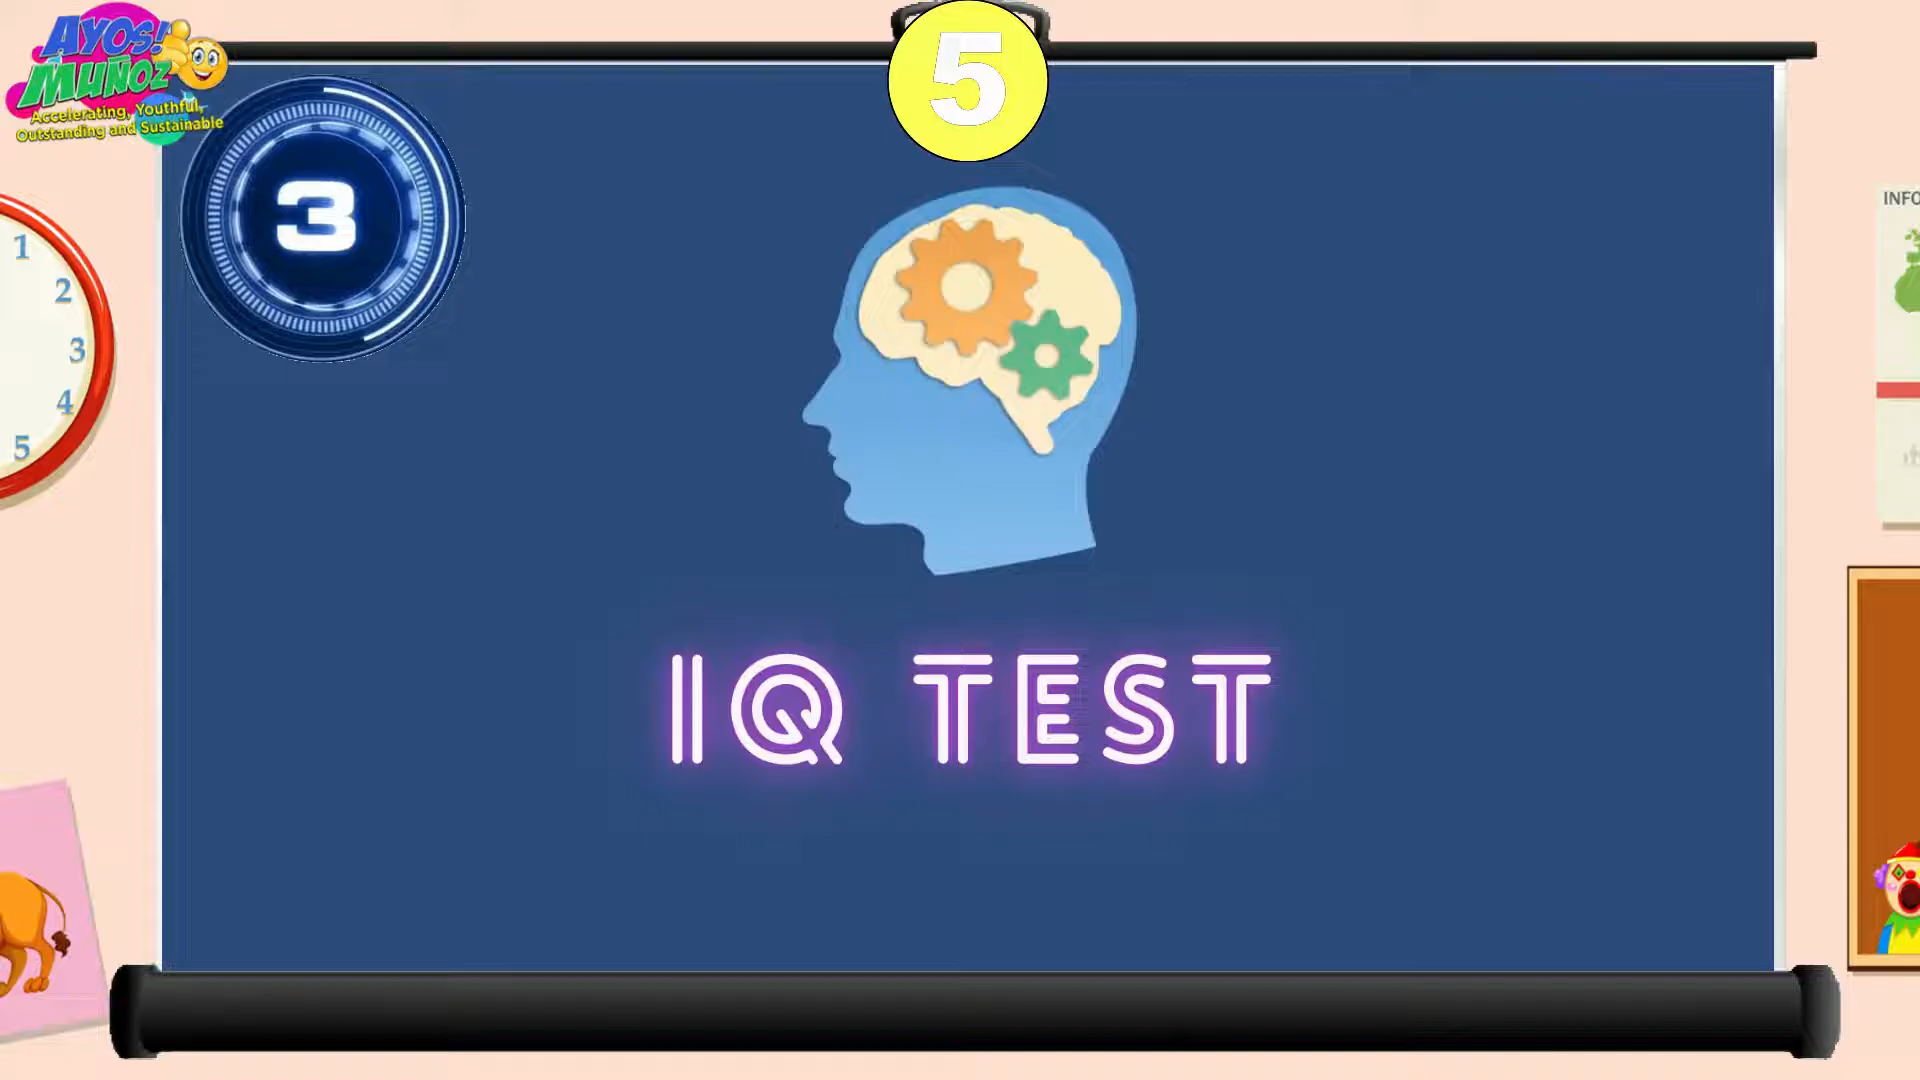 AYOS!
MUÑOZ
Accelerating, Youthful,
Outstanding and Sustainable
5
3
1
2
3
4
5
INFO
IQ TEST